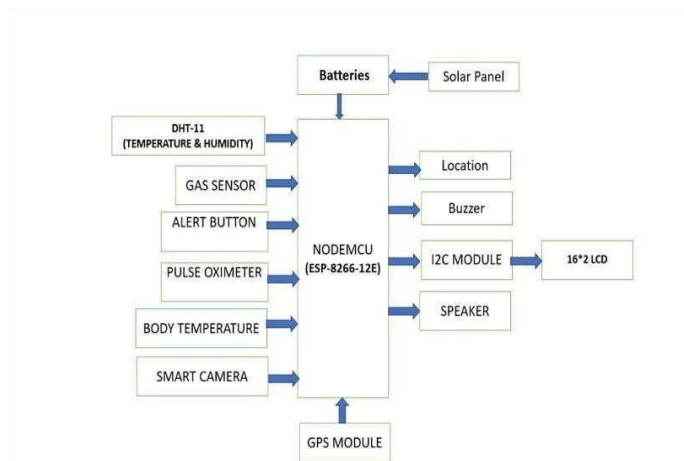 Batteries
Solar Panel
DHT-11
(TEMPERATURE & HUMIDITY)
GAS SENSOR
ALERT BUTTON
PULSE OXIMETER
BODY TEMPERATURE
SMART CAMERA
NODEMCU
(ESP-8266-12E)
Location
Buzzer
I2C MODULE
16*2 LCD
SPEAKER
GPS MODULE